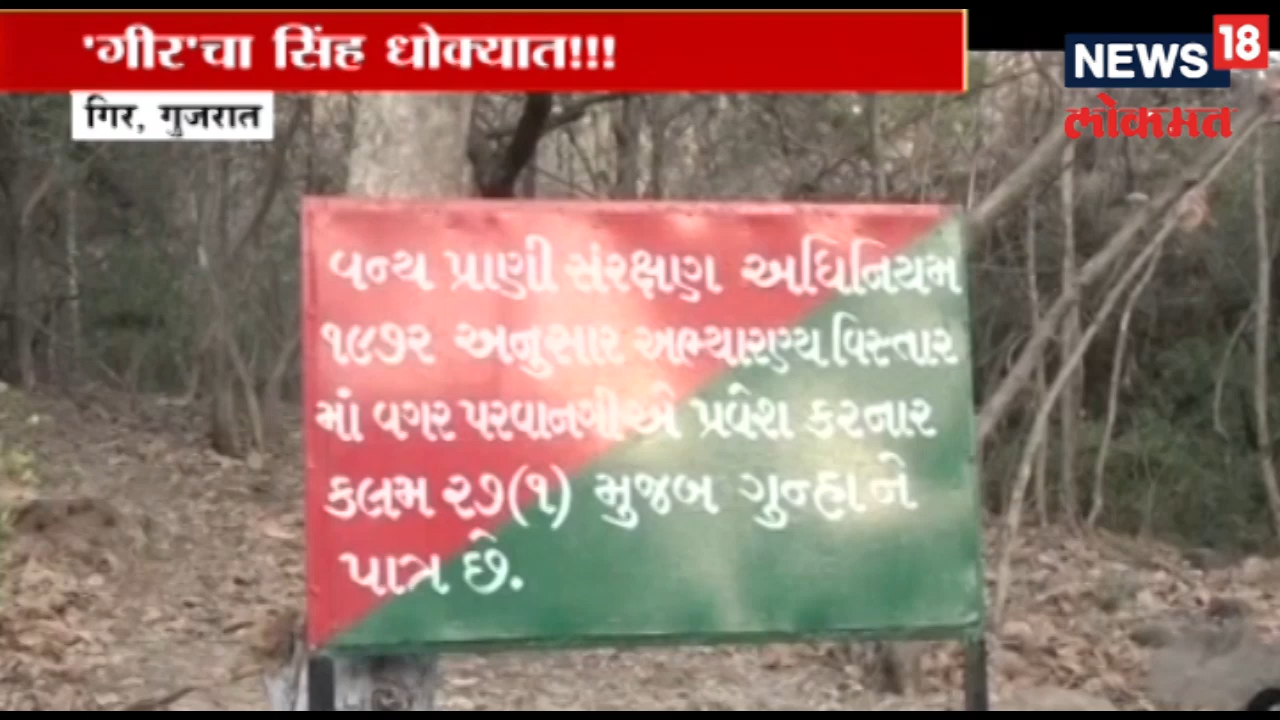 'गीर'चा सिंह धोक्यात!!!
NEWS 18
लोकमत
गिर, गुजरात
વન્ય પ્રાણી સંરક્ષણ અધિનિયમ
૧૯૭૨ અનુસાર અભ્યારણ્ય વિસ્તાર
માં વગર પરવાનગીએ પ્રવેશ કરનાર
કલમ ૨૭(૧) મુજબ ગુન્હાને
પાત્ર છે.